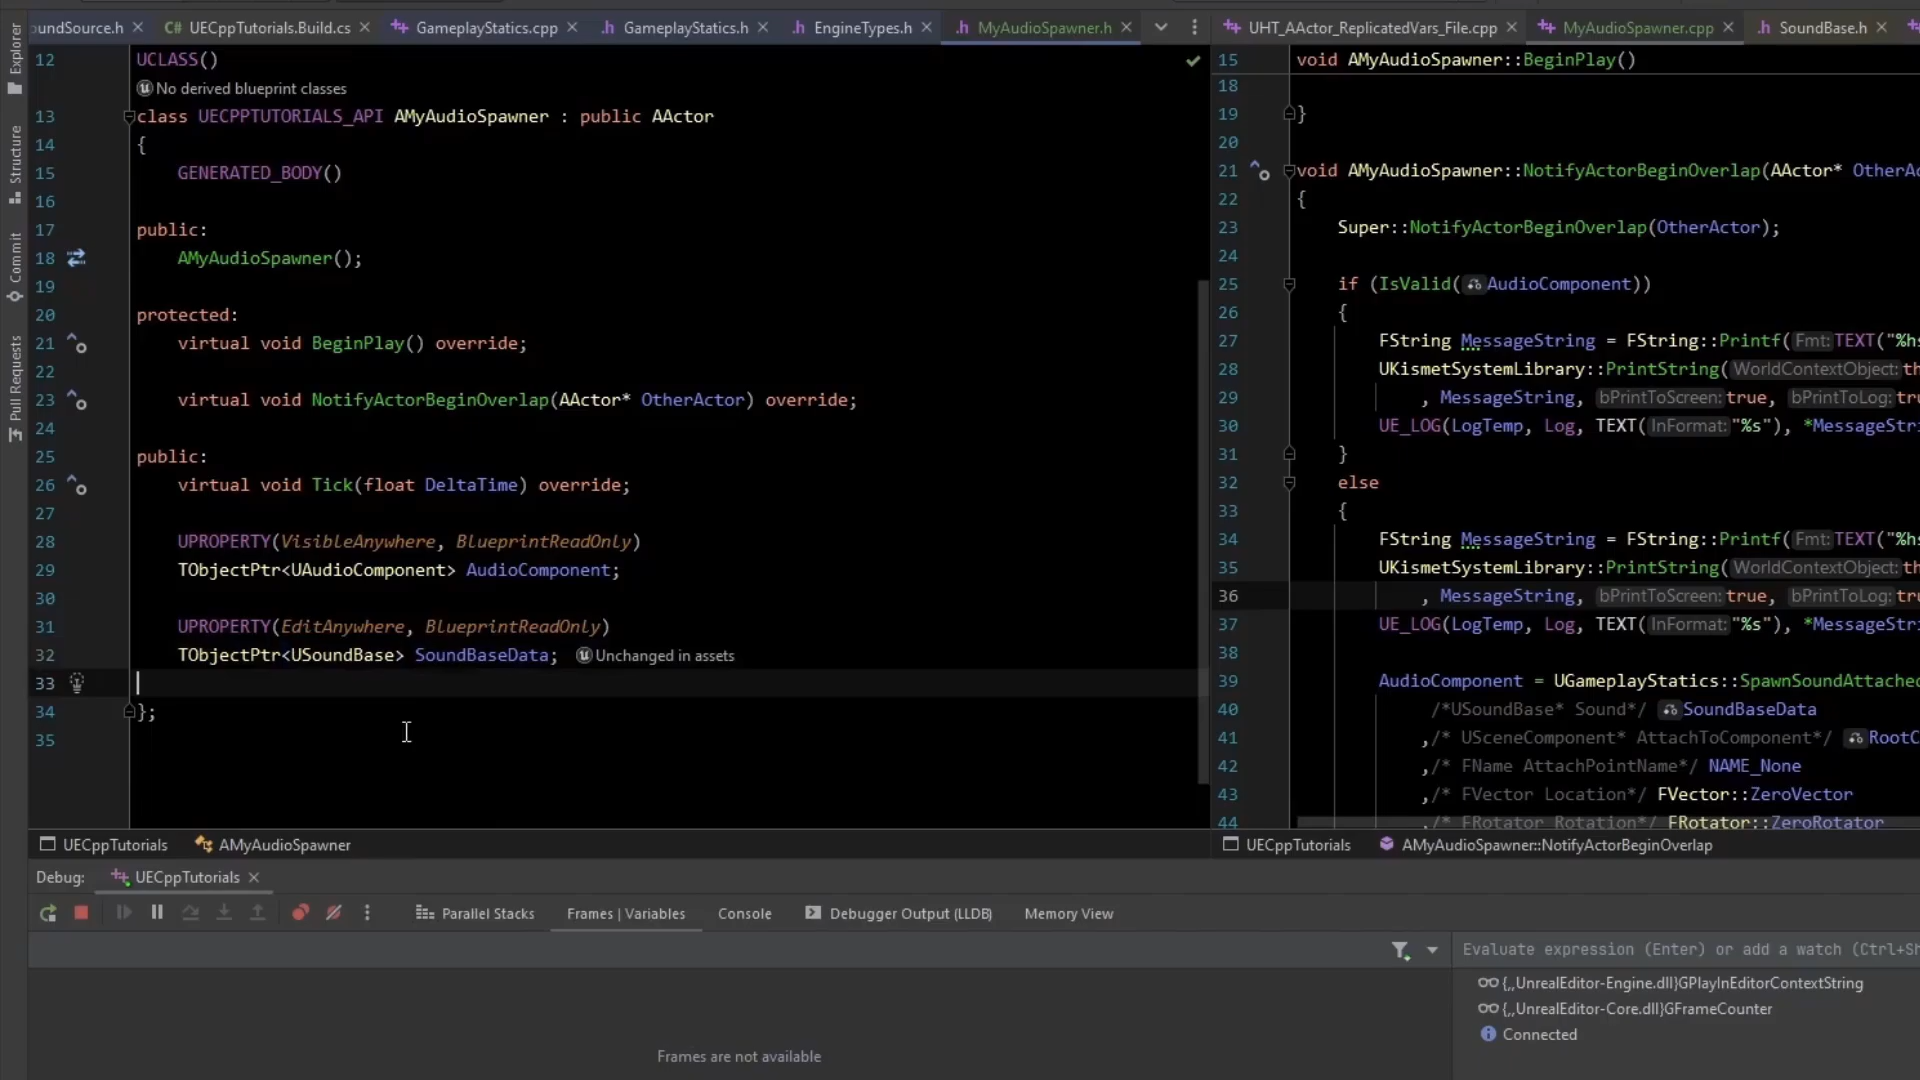 undSource.h
C# UECppTutorials.Build.cs
GameplayStatics.cpp
.h GameplayStatics.h
.h EngineTypes.h
.h MyAudioSpawner.h
UHT_AActor_ReplicatedVars_File.cpp
MyAudioSpawner.cpp
.h SoundBase.h
Explorer
Structure
Commit
Pull Requests
12 UCLASS()
No derived blueprint classes
13 class UECPPTUTORIALS_API AMyAudioSpawner : public AActor
14 {
15 GENERATED_BODY()
16
17 public:
18 AMyAudioSpawner();
19
20 protected:
21 virtual void BeginPlay() override;
22
23 virtual void NotifyActorBeginOverlap(AActor* OtherActor) override;
24
25 public:
26 virtual void Tick(float DeltaTime) override;
27
28 UPROPERTY(VisibleAnywhere, BlueprintReadOnly)
29 TObjectPtr<UAudioComponent> AudioComponent;
30
31 UPROPERTY(EditAnywhere, BlueprintReadOnly)
32 TObjectPtr<USoundBase> SoundBaseData; Unchanged in assets
33
34 };
35
15 void AMyAudioSpawner::BeginPlay()
18
19 }
20
21 void AMyAudioSpawner::NotifyActorBeginOverlap(AActor* OtherAc
22 {
23 Super::NotifyActorBeginOverlap(OtherActor);
24
25 if (IsValid(AudioComponent))
26 {
27 FString MessageString = FString::Printf(Fmt:TEXT("%hs
28 UKismetSystemLibrary::PrintString(WorldContextObject:th
29 , MessageString, bPrintToScreen:true, bPrintToLog:tru
30 UE_LOG(LogTemp, Log, TEXT(InFormat:"%s"), *MessageStri
31 }
32 else
33 {
34 FString MessageString = FString::Printf(Fmt:TEXT("%hs
35 UKismetSystemLibrary::PrintString(WorldContextObject:th
36 , MessageString, bPrintToScreen:true, bPrintToLog:tru
37 UE_LOG(LogTemp, Log, TEXT(InFormat:"%s"), *MessageStri
38
39 AudioComponent = UGameplayStatics::SpawnSoundAttached
40 /*USoundBase* Sound*/ SoundBaseData
41 ,/* USceneComponent* AttachToComponent*/ RootC
42 ,/* FName AttachPointName*/ NAME_None
43 ,/* FVector Location*/ FVector::ZeroVector
44 ,/* FRotator Rotation*/ FRotator::ZeroRotator
UECppTutorials AMyAudioSpawner
UECppTutorials AMyAudioSpawner::NotifyActorBeginOverlap
Debug: UECppTutorials
Parallel Stacks Frames | Variables Console Debugger Output (LLDB) Memory View
Evaluate expression (Enter) or add a watch (Ctrl+Sh
{,,UnrealEditor-Engine.dll}GPlayInEditorContextString
{,,UnrealEditor-Core.dll}GFrameCounter
Connected
Frames are not available